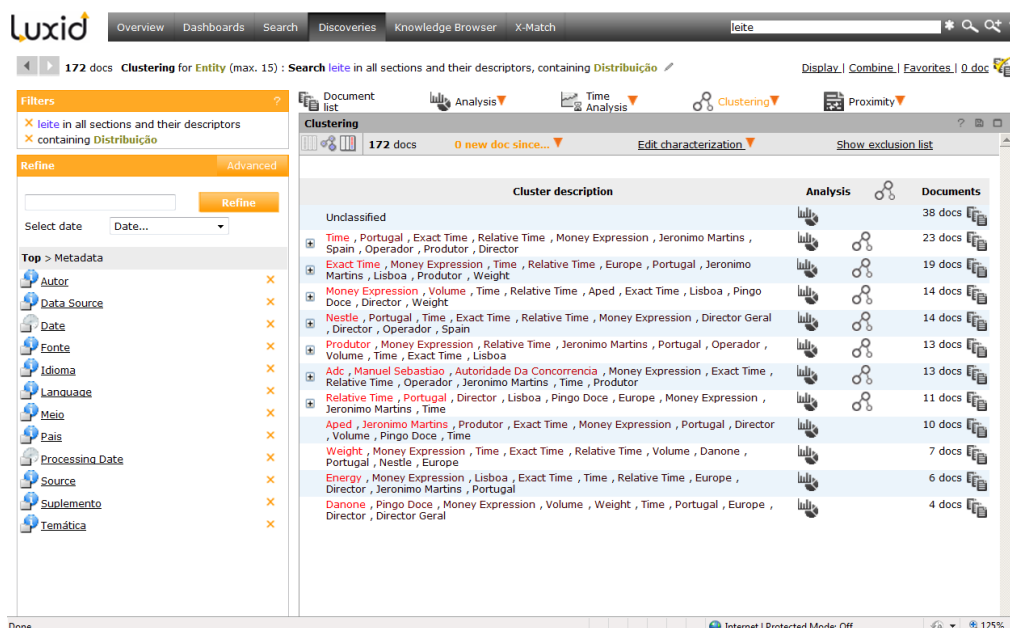 Luxid
Overview Dashboards Search Discoveries Knowledge Browser X-Match leite
172 docs Clustering for Entity (max. 15) : Search leite in all sections and their descriptors, containing Distribuição Display | Combine | Favorites | 0 doc
Filters ?
leite in all sections and their descriptors
containing Distribuição
Refine Advanced
Refine
Select date Date...
Top > Metadata
Autor
Data Source
Date
Fonte
Idioma
Language
Meio
Pais
Processing Date
Source
Suplemento
Temática
Document list Analysis Time Analysis Clustering Proximity
Clustering ?
172 docs 0 new doc since... Edit characterization Show exclusion list
Cluster description Analysis Documents
Unclassified 38 docs
Time , Portugal , Exact Time , Relative Time , Money Expression , Jeronimo Martins , 23 docs
Spain , Operador , Produtor , Director
Exact Time , Money Expression , Time , Relative Time , Europe , Portugal , Jeronimo 19 docs
Martins , Lisboa , Produtor , Weight
Money Expression , Volume , Time , Relative Time , Aped , Exact Time , Lisboa , Pingo 14 docs
Doce , Director , Weight
Nestle , Portugal , Time , Exact Time , Relative Time , Money Expression , Director Geral 14 docs
, Director , Operador , Spain
Produtor , Money Expression , Relative Time , Jeronimo Martins , Portugal , Operador , 13 docs
Volume , Time , Exact Time , Lisboa
Adc , Manuel Sebastiao , Autoridade Da Concorrencia , Money Expression , Exact Time , 13 docs
Relative Time , Operador , Jeronimo Martins , Time , Produtor
Relative Time , Portugal , Director , Lisboa , Pingo Doce , Europe , Money Expression , 11 docs
Jeronimo Martins , Time
Aped , Jeronimo Martins , Produtor , Exact Time , Money Expression , Portugal , Director 10 docs
, Volume , Pingo Doce , Time
Weight , Money Expression , Time , Exact Time , Relative Time , Volume , Danone , 7 docs
Portugal , Nestle , Europe
Energy , Money Expression , Lisboa , Exact Time , Time , Relative Time , Europe , 6 docs
Director , Jeronimo Martins , Portugal
Danone , Pingo Doce , Money Expression , Volume , Weight , Time , Portugal , Europe , 4 docs
Director , Director Geral
Done Internet | Protected Mode: Off 125%